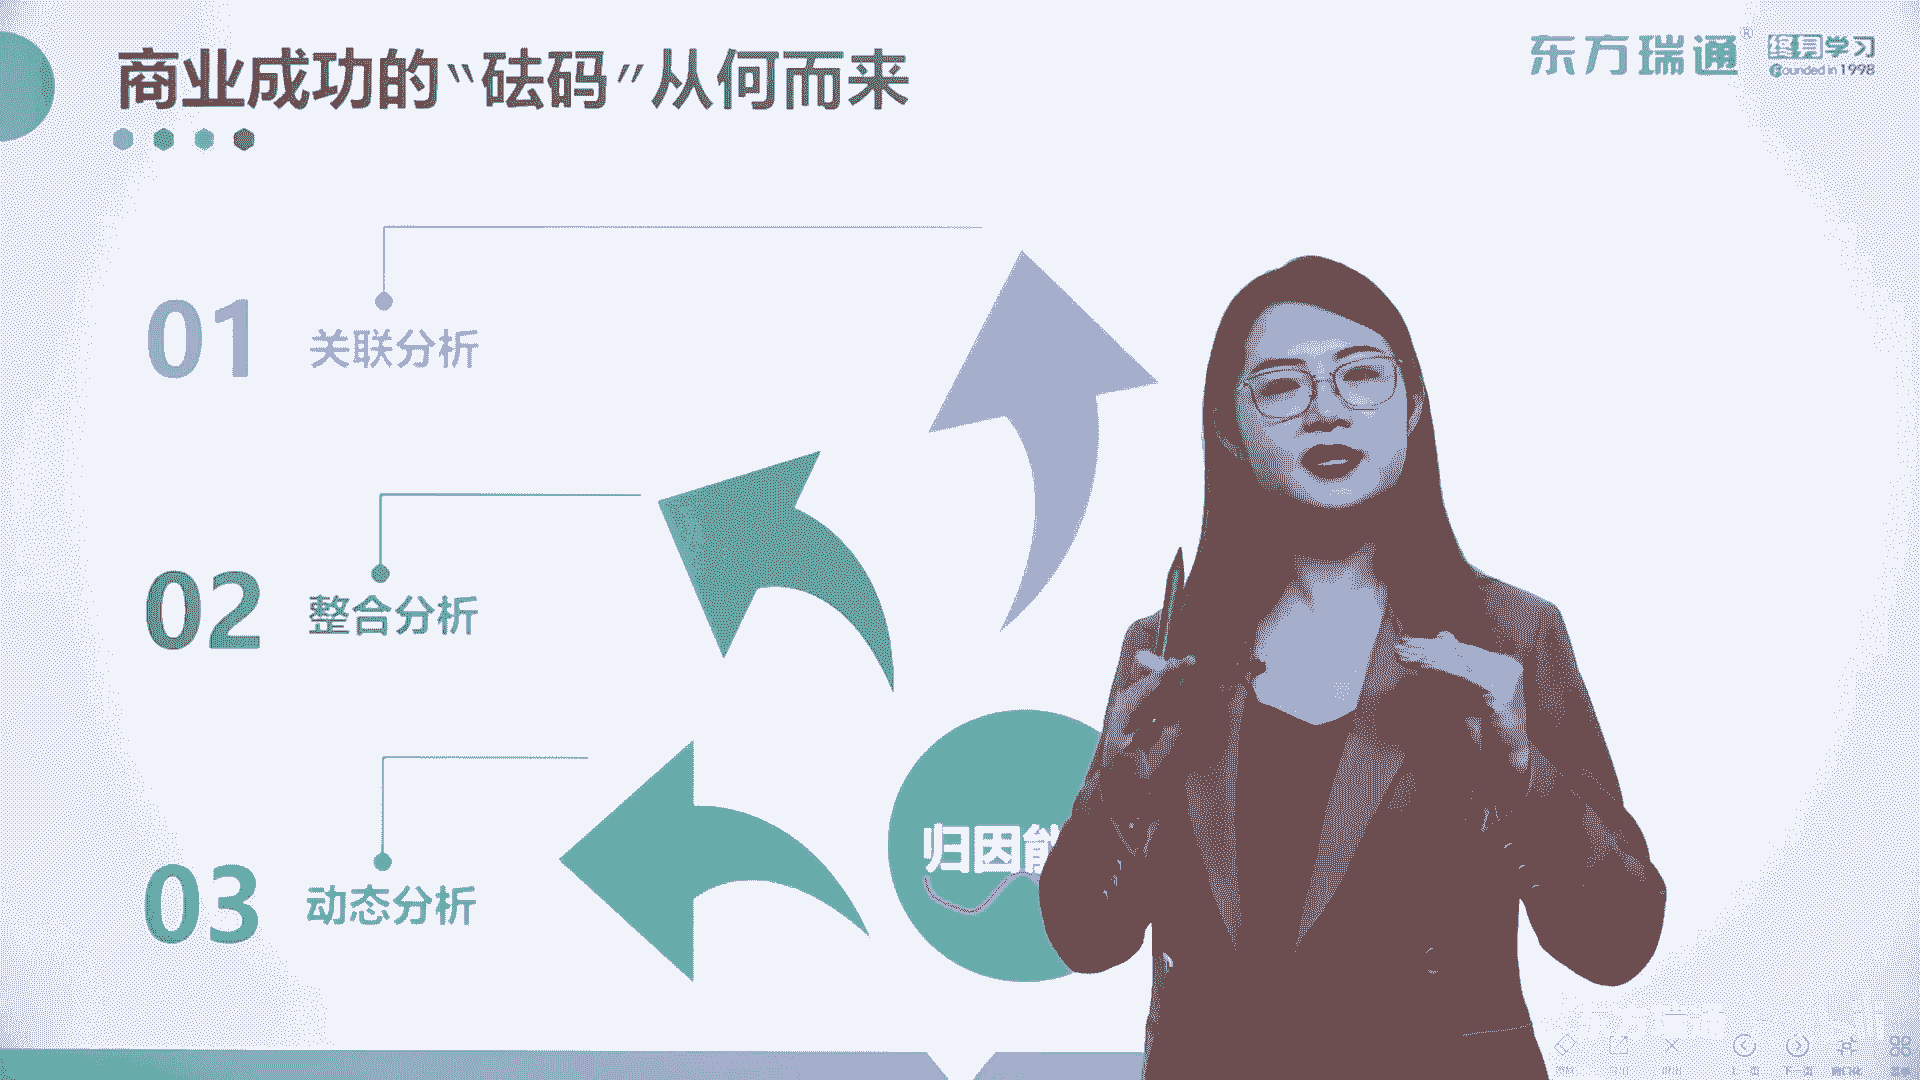 商业成功的“砝码”从何而来
东方瑞通®
终身学习
Founded in 1998
01 关联分析
02 整合分析
03 动态分析
归因能